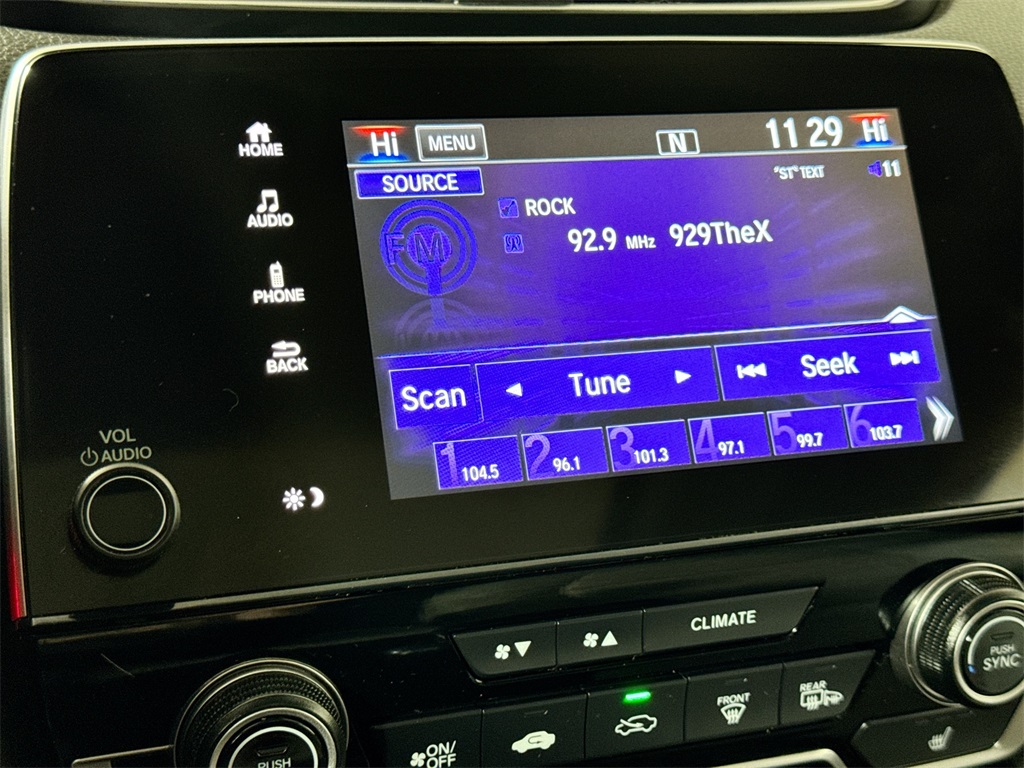 Hi MENU N 11 29 Hi
SOURCE "ST" TEXT 11
ROCK
FM 92.9 MHz 929TheX
Scan Tune Seek
1 104.5 2 96.1 3 101.3 4 97.1 5 99.7 6 103.7
HOME
AUDIO
PHONE
BACK
VOL
AUDIO
CLIMATE
PUSH
SYNC
FRONT
REAR
ON/
OFF
PUSH